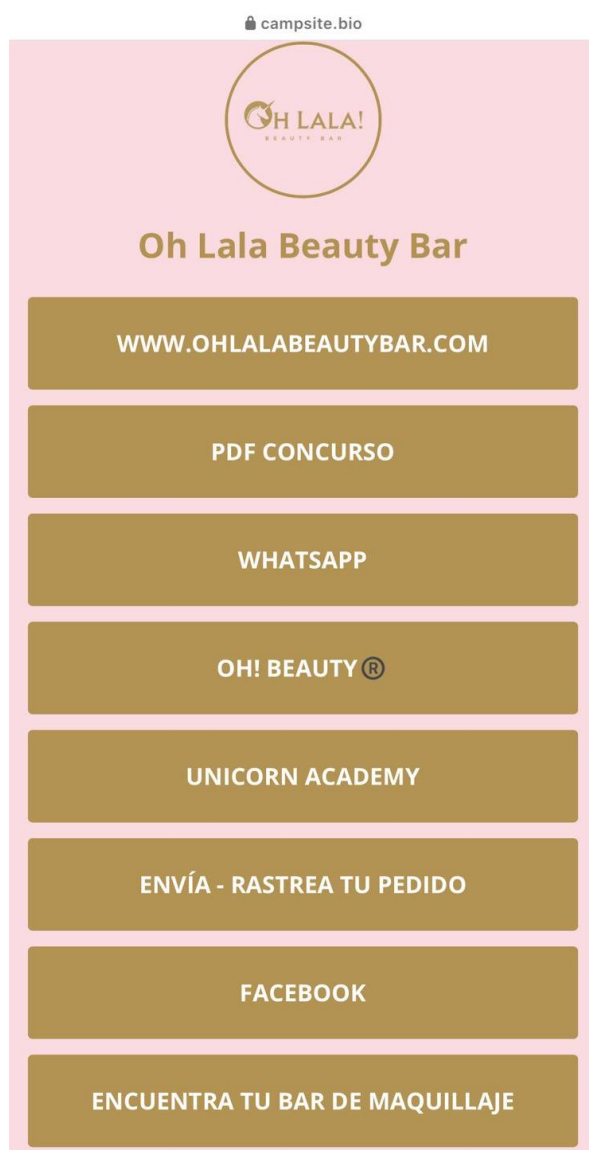 campsite.bio
OH LALA!
BEAUTY BAR
Oh Lala Beauty Bar
WWW.OHLALABEAUTYBAR.COM
PDF CONCURSO
WHATSAPP
OH! BEAUTY®
UNICORN ACADEMY
ENVÍA - RASTREA TU PEDIDO
FACEBOOK
ENCUENTRA TU BAR DE MAQUILLAJE